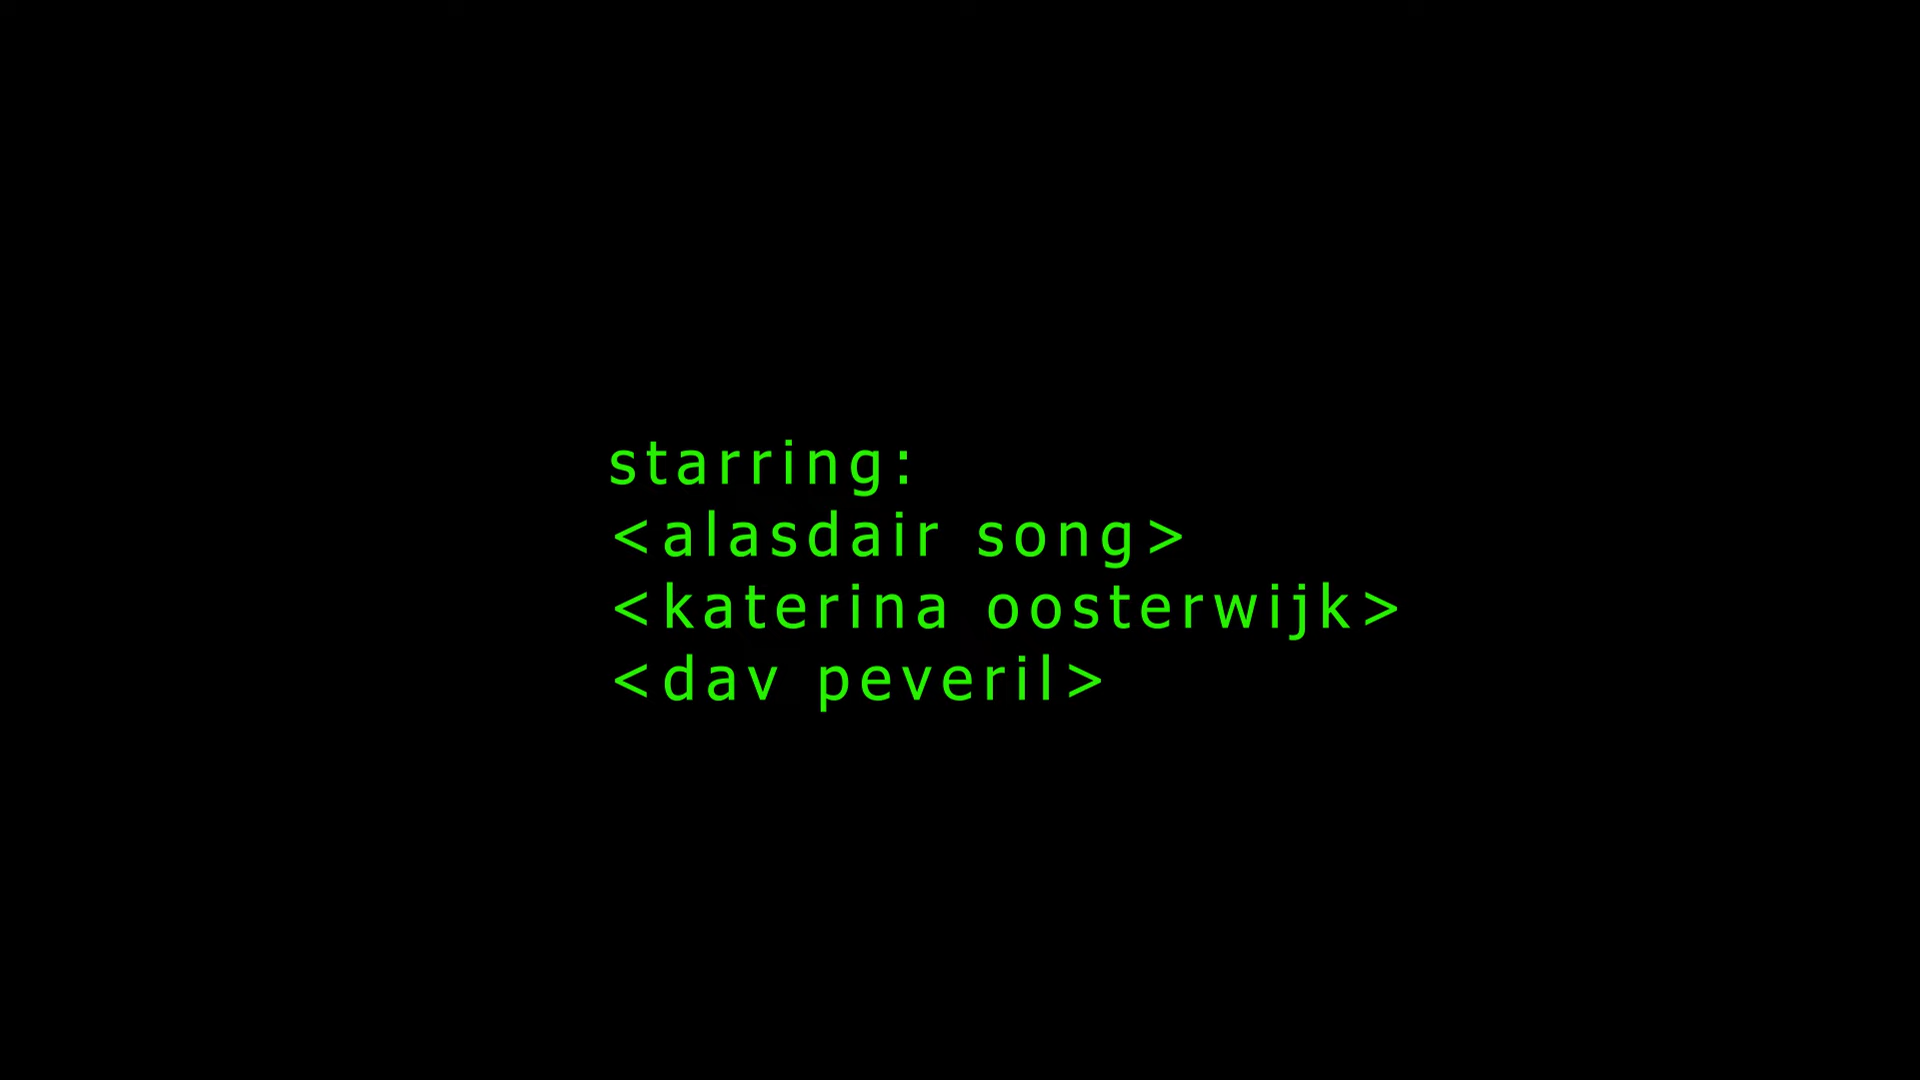 starring:
<alasdair song>
<katerina oosterwijk>
<dav peveril>